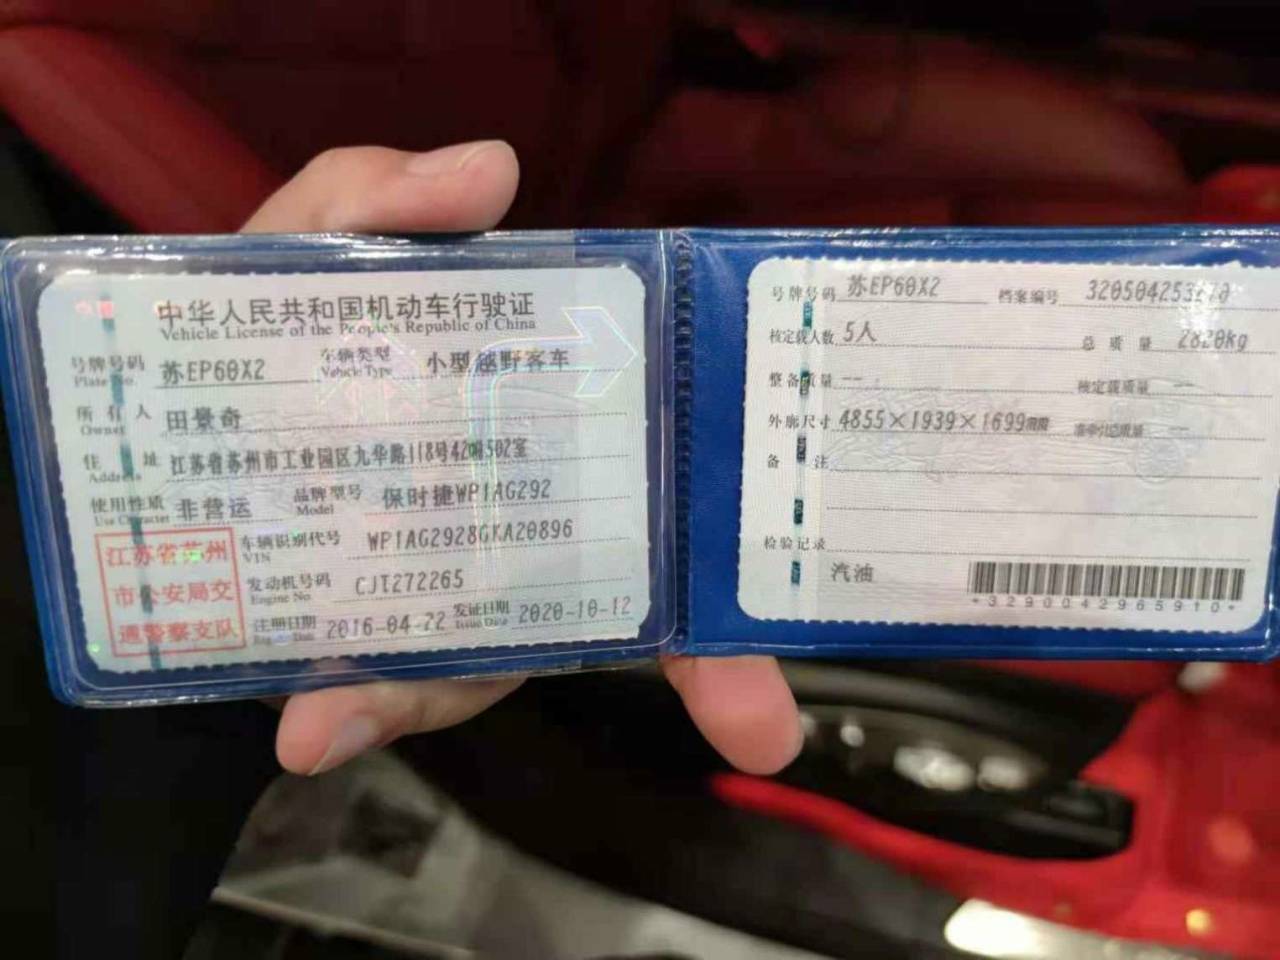 中华人民共和国机动车行驶证
Vehicle License of the People's Republic of China
号牌号码 苏EP60X2 车辆类型 小型越野客车
Plate No. Vehicle Type
所有人 田景奇
Owner
住址 江苏省苏州市工业园区九华路118号42幢502室
Address
使用性质 非营运 品牌型号 保时捷WP1AG292
Use Character Model
江苏省苏州
市公安局交
通警察支队
车辆识别代号 WP1AG2928GKA20896
VIN
发动机号码 CJT272265
Engine No.
注册日期 2016-04-22 发证日期 2020-10-12
Register Date Issue Date
号牌号码 苏EP60X2 档案编号
核定载人数 5人 总质量 2820kg
整备质量 -- 核定载质量 --
外廓尺寸 4855×1939×1699mm 准牵引总质量 --
备注
检验记录
汽油
*3290042965910*